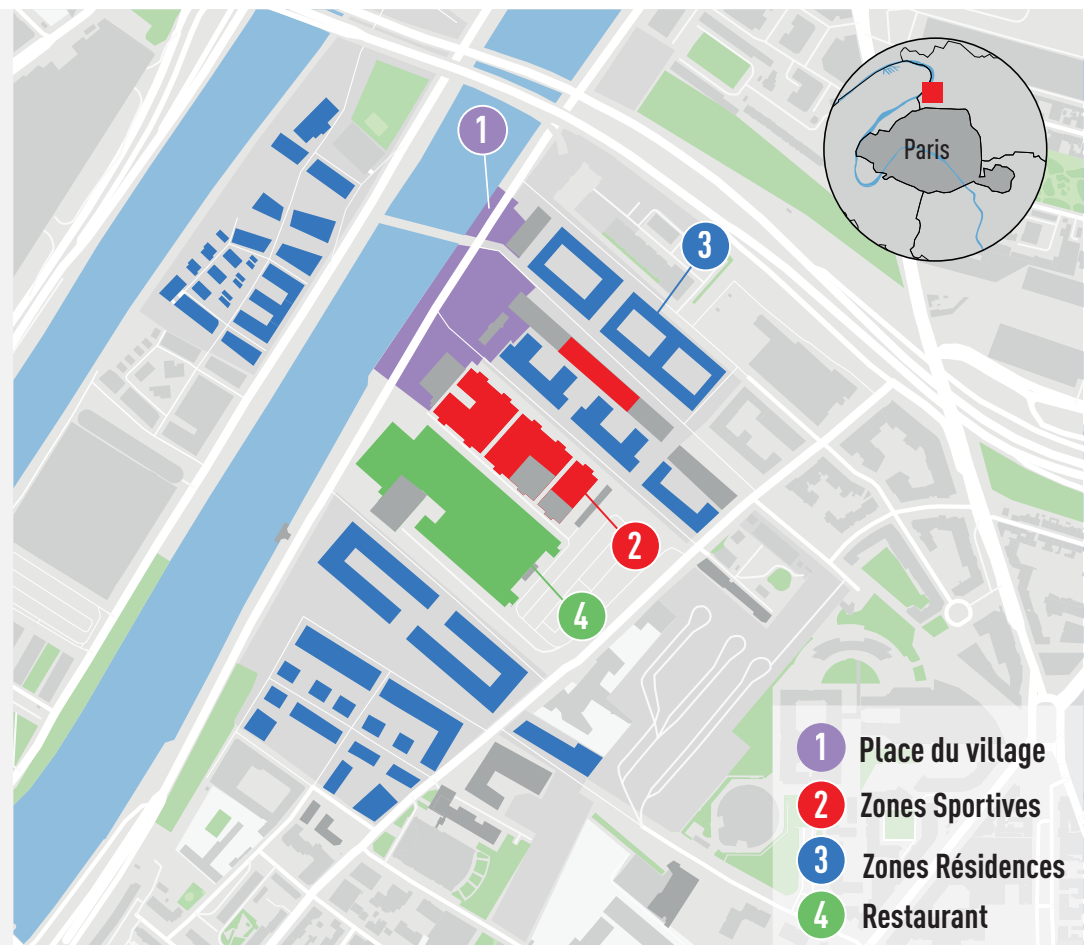 1
Paris
3
2
4
1 Place du village
2 Zones Sportives
3 Zones Résidences
4 Restaurant